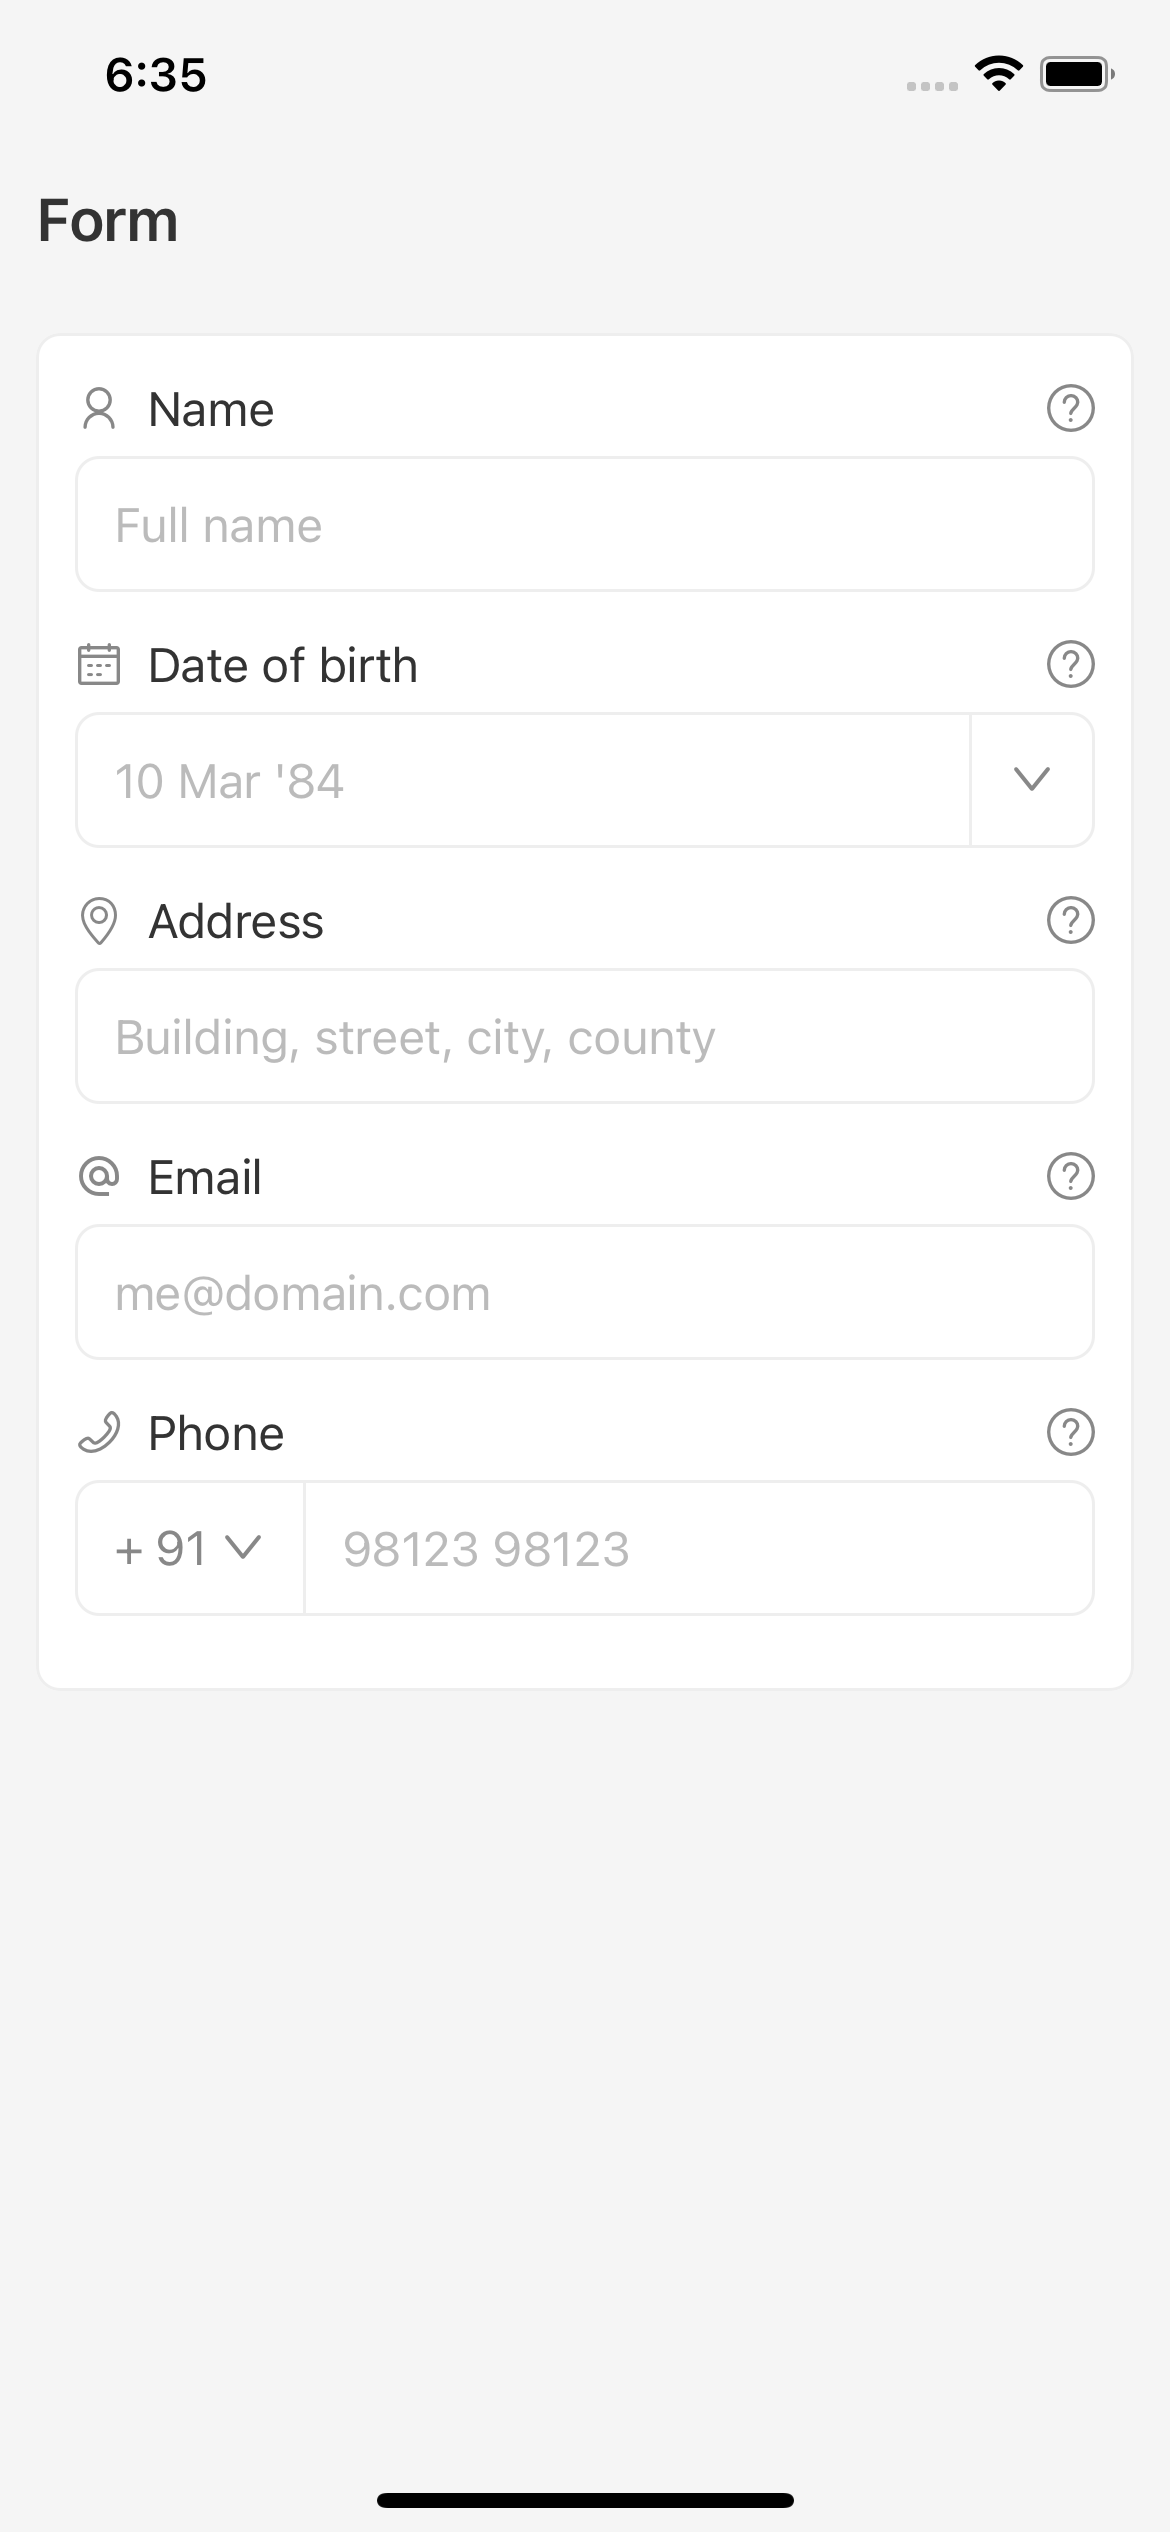 6:35
Form
Name
Full name
Date of birth
10 Mar '84
Address
Building, street, city, county
Email
me@domain.com
Phone
+ 91 98123 98123